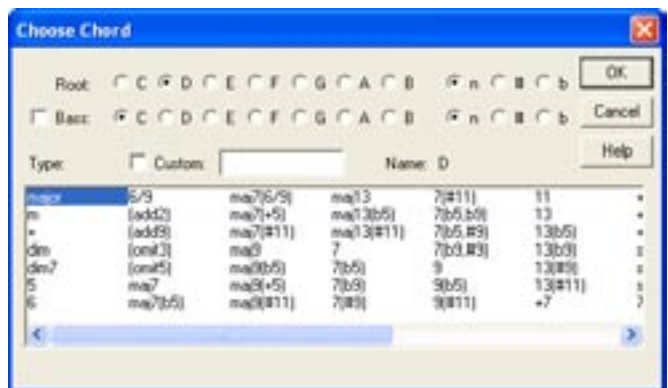 Choose Chord
Root: C D E F G A B n # b OK
Bass: C D E F G A B n # b Cancel
Type: Custom: Name: D Help
major 6/9 maj7(6/9) maj13 7(#11) 11
m (add2) maj7(+5) maj13(b5) 7(b5,b9) 13
+ (add9) maj7(#11) maj13(#11) 7(b5,#9) 13(b5)
dim (omit3) maj9 7 7(b9,#9) 13(b9)
dim7 (omit5) maj9(b5) 7(b5) 9 13(#9)
5 maj7 maj9(+5) 7(b9) 9(b5) 13(#11)
6 maj7(b5) maj9(#11) 7(#9) 9(#11) +7